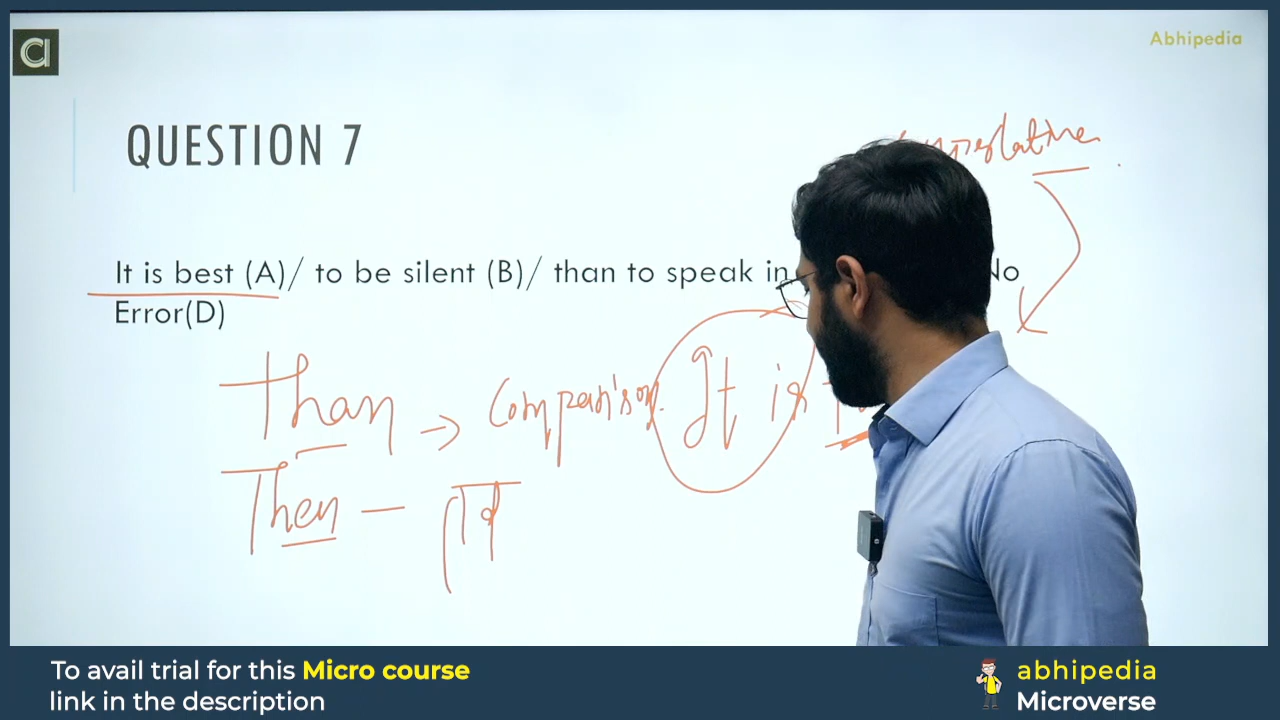 a
Abhipedia
QUESTION 7
It is best (A)/ to be silent (B)/ than to speak in No
Error(D)
Than → Comparison. It is
Then —
To avail trial for this Micro course
link in the description
abhipedia
Microverse